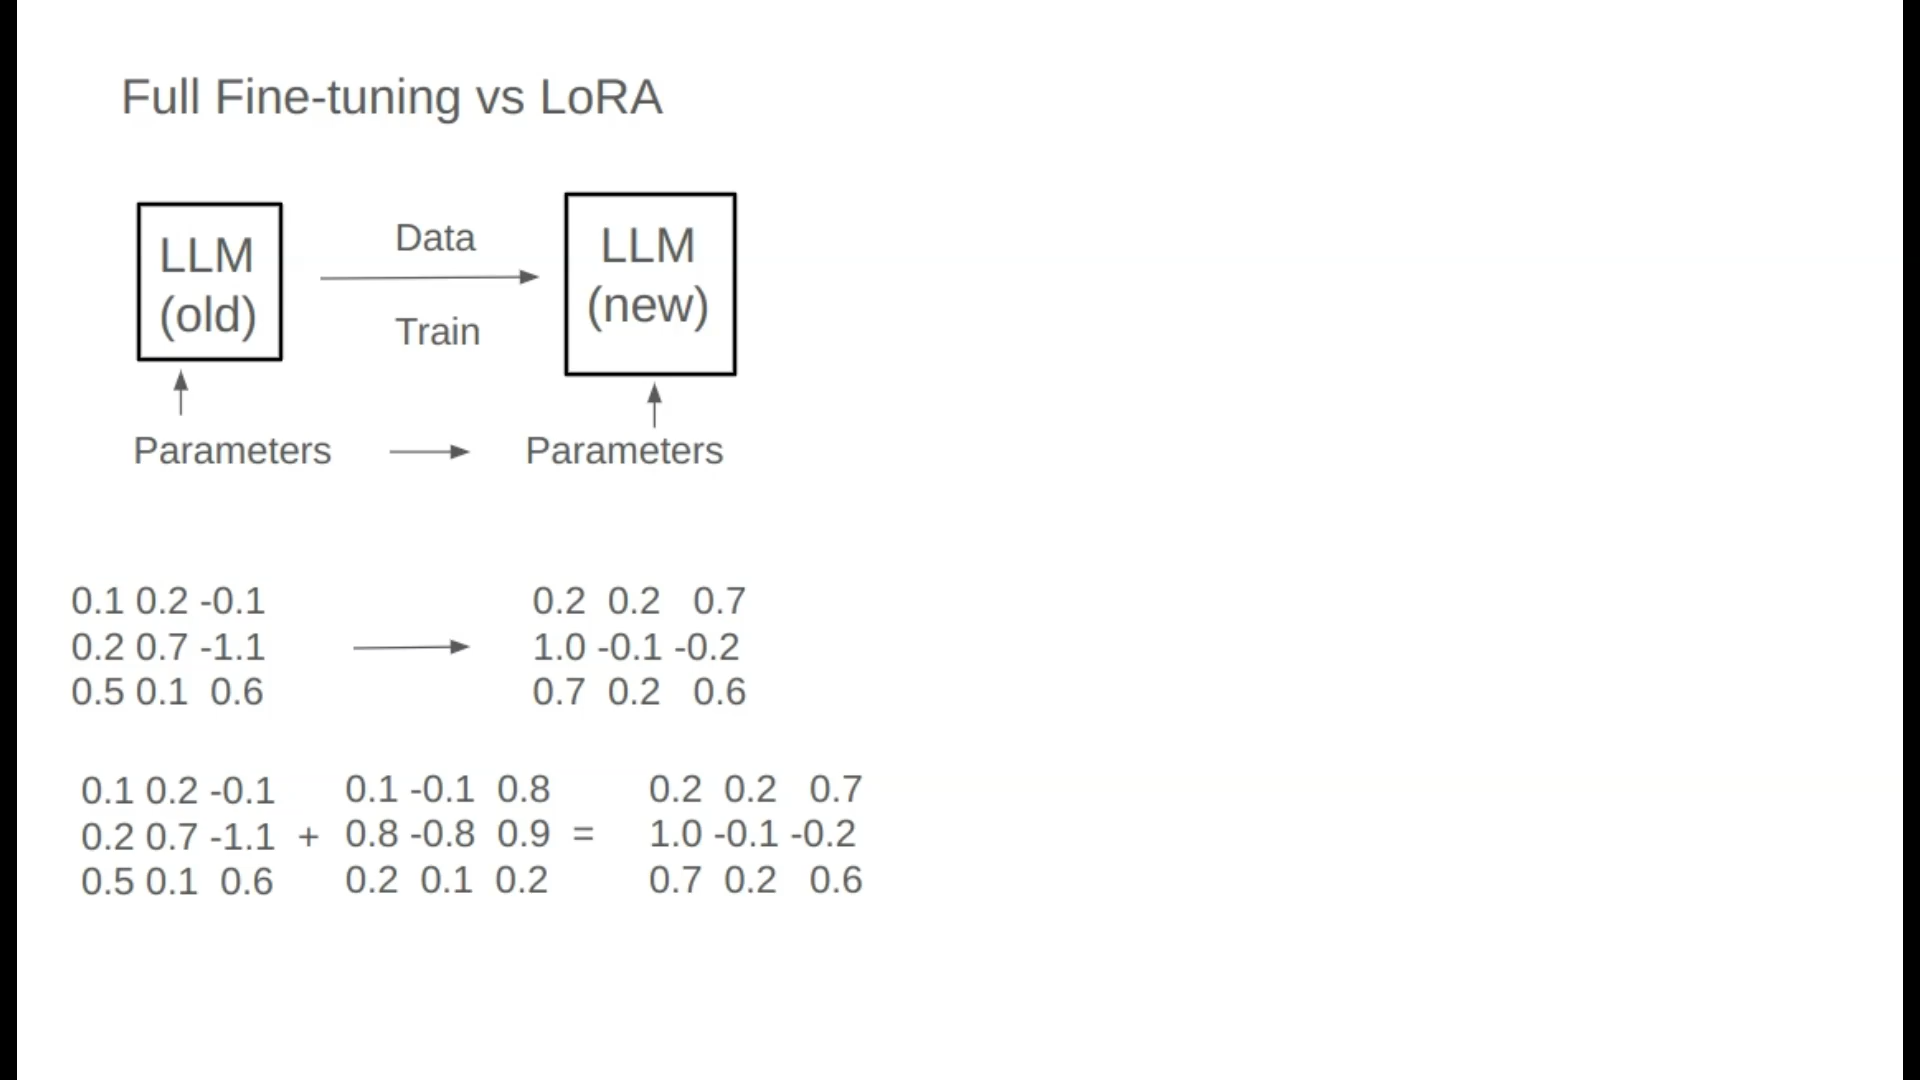 Full Fine-tuning vs LoRA
LLM
(old)
Data
Train
LLM
(new)
Parameters
Parameters
0.1 0.2 -0.1
0.2 0.7 -1.1
0.5 0.1 0.6
0.2 0.2 0.7
1.0 -0.1 -0.2
0.7 0.2 0.6
0.1 0.2 -0.1
0.2 0.7 -1.1
0.5 0.1 0.6
+
0.1 -0.1 0.8
0.8 -0.8 0.9
0.2 0.1 0.2
=
0.2 0.2 0.7
1.0 -0.1 -0.2
0.7 0.2 0.6